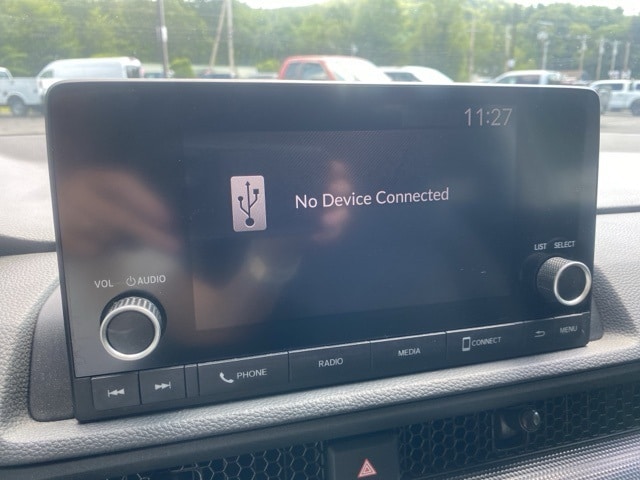 11:27
No Device Connected
VOL AUDIO
LIST SELECT
PHONE
RADIO
MEDIA
CONNECT
MENU